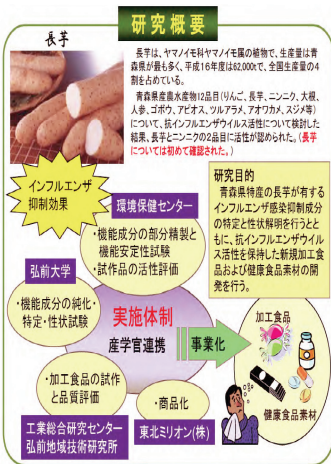 研究概要
長芋
長芋は、ヤマノイモ科ヤマノイモ属の植物で、生産量は青
森県が最も多く、平成16年度は62,000tで、全国生産量の4
割を占めている。
青森県産農水産物12品目(りんご、長芋、ニンニク、大根、
人参、ゴボウ、アピオス、ツルアラメ、アオワカメ、スジメ等)
について、抗インフルエンザウイルス活性について検討した
結果、長芋とニンニクの2品目に活性が認められた。(長芋
については初めて確認された。)
インフルエンザ
抑制効果
研究目的
青森県特産の長芋が有する
インフルエンザ感染抑制成分
の特定と性状解明を行うとと
もに、抗インフルエンザウイル
ス活性を保持した新規加工食
品および健康食品素材の開
発を行う。
環境保健センター
・機能成分の部分精製と
機能安定性試験
・試作品の活性評価
弘前大学
・機能成分の純化・
特定・性状試験
実施体制
産学官連携
事業化
加工食品
健康食品素材
・加工食品の試作
と品質評価
工業総合研究センター
弘前地域技術研究所
・商品化
東北ミリオン(株)